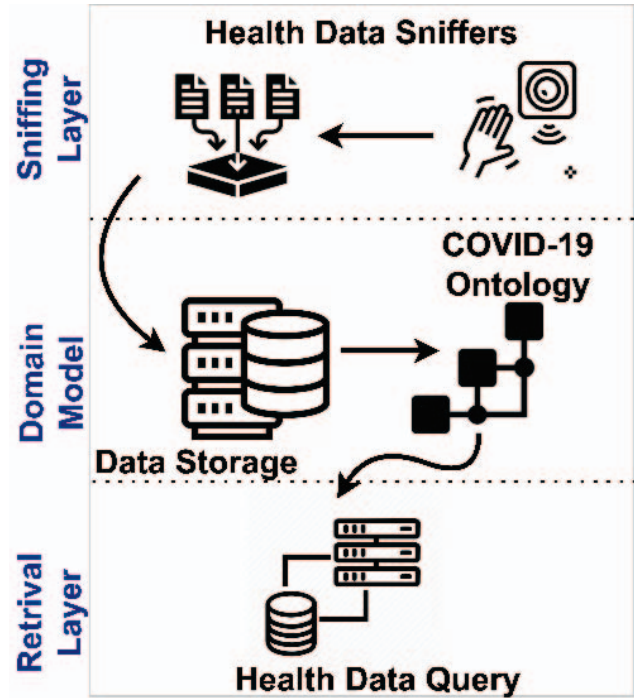 Health Data Sniffers
Sniffing
Layer
COVID-19
Ontology
Domain
Model
Data Storage
Retrival
Layer
Health Data Query